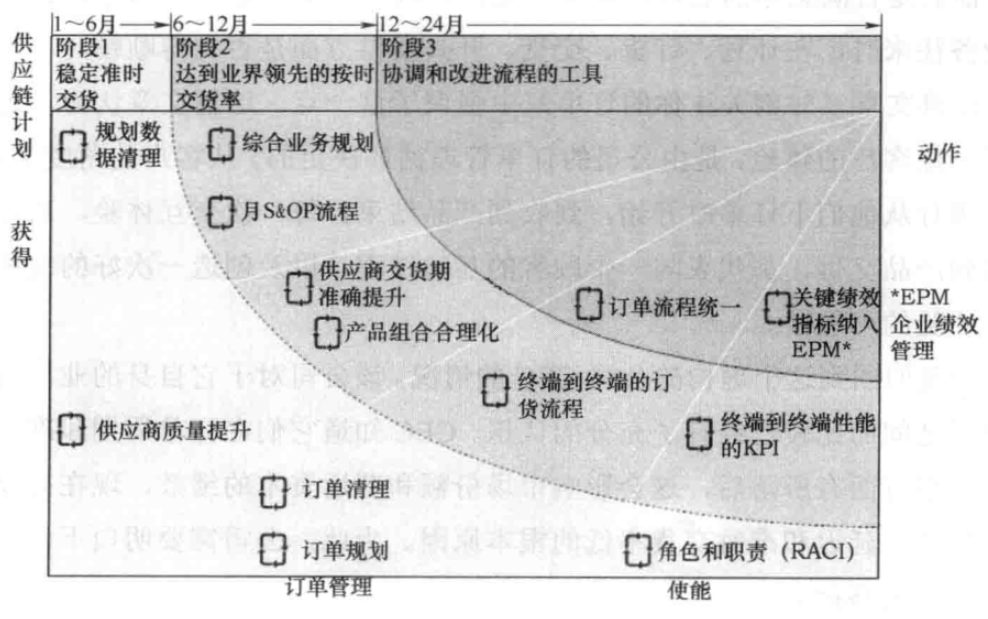 1～6月
6～12月
12～24月
供应链计划
获得
阶段1
稳定准时
交货
阶段2
达到业界领先的按时
交货率
阶段3
协调和改进流程的工具
规划数
据清理
综合业务规划
动作
月S&OP流程
供应商交货期
准确提升
产品组合合理化
订单流程统一
关键绩效
指标纳入
EPM*
*EPM
企业绩效
管理
终端到终端的订
货流程
供应商质量提升
终端到终端性能
的KPI
订单清理
订单规划
角色和职责（RACI）
订单管理
使能